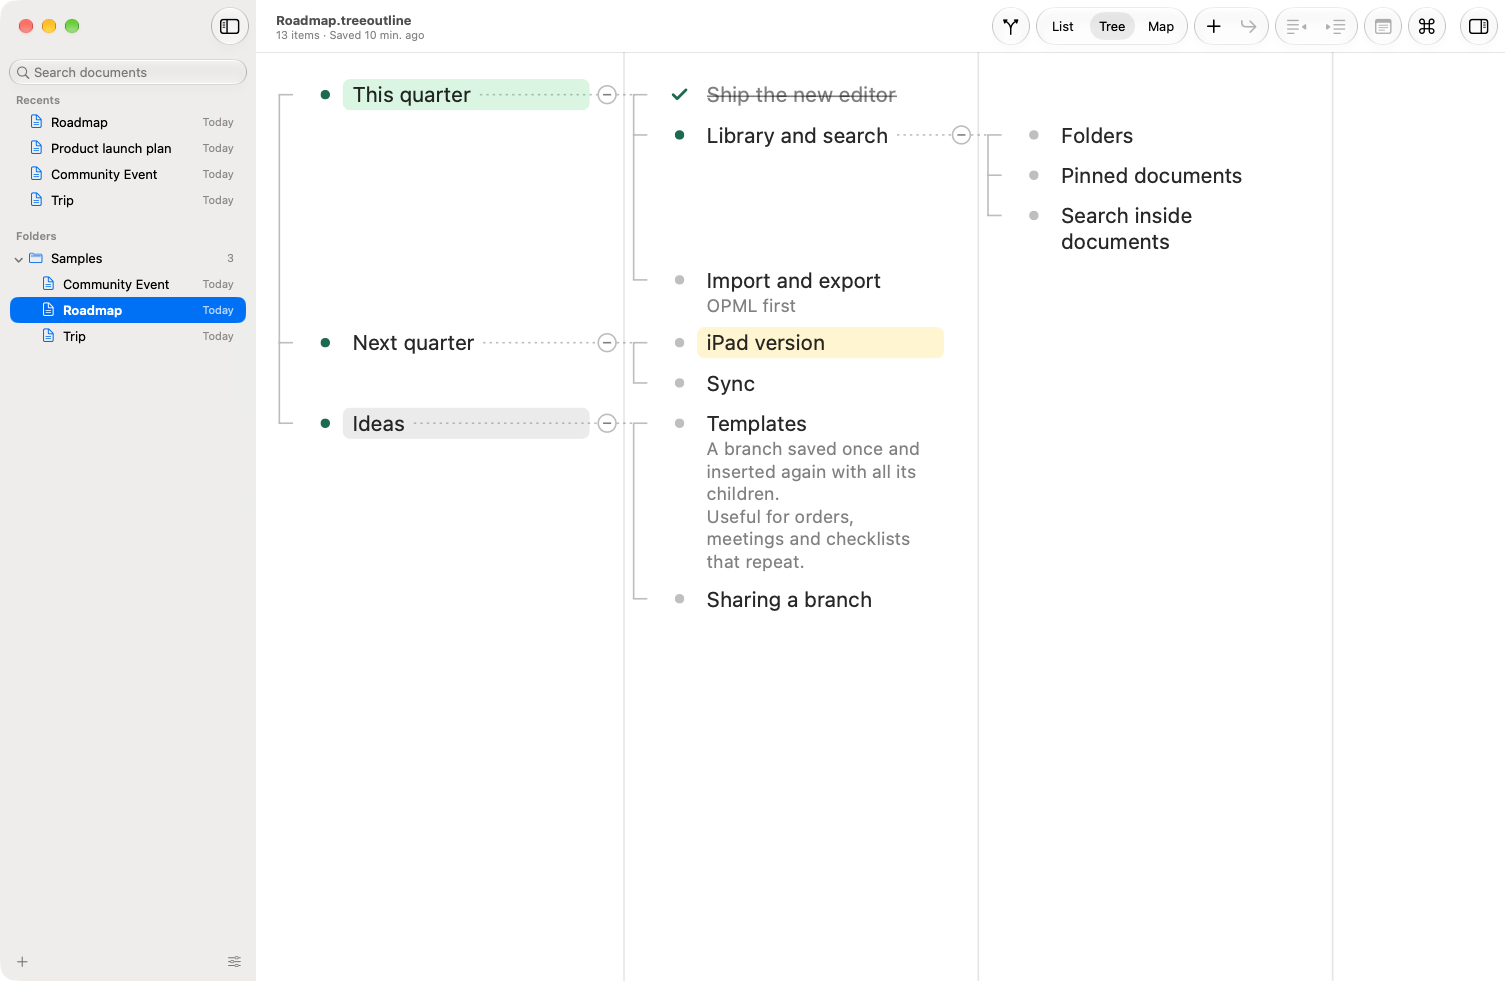 Roadmap.treeoutline
13 items · Saved 10 min. ago
List
Tree
Map
Search documents
Recents
Roadmap Today
Product launch plan Today
Community Event Today
Trip Today
Folders
Samples 3
Community Event Today
Roadmap Today
Trip Today
This quarter
Ship the new editor
Library and search
Folders
Pinned documents
Search inside
documents
Import and export
OPML first
Next quarter
iPad version
Sync
Ideas
Templates
A branch saved once and
inserted again with all its
children.
Useful for orders,
meetings and checklists
that repeat.
Sharing a branch